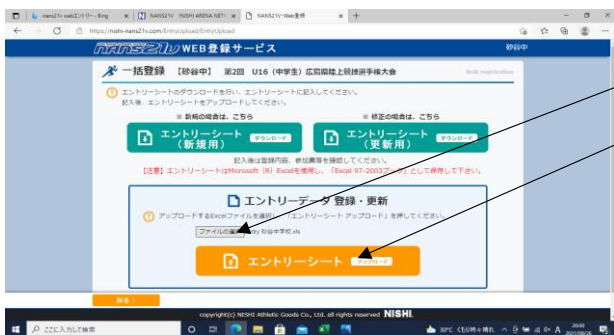 nans21v web エントリー - Bing
NANS21V NISHI ARENA NET
NANS21V-Web登録
https://nishi-nans21v.com/EntryUpload/EntryUpload
NANS21V WEB登録サービス
砂谷中
一括登録 【砂谷中】 第2回 U16（中学生）広島県陸上競技選手権大会
Bulk registration
エントリーシートのダウンロードを行い、エントリーシートに記入してください。
記入後、エントリーシートをアップロードしてください。
※ 新規の場合は、こちら
※ 修正の場合は、こちら
エントリーシート （新規用） ダウンロード
エントリーシート （更新用） ダウンロード
記入後は登録内容、参加費等を確認してください。
【注意】エントリーシートはMicrosoft（R）Excelを使用し、「Excel 97-2003ブック」として保存して下さい。
エントリーデータ 登録・更新
アップロードするExcelファイルを選択し、「エントリーシート アップロード」を押してください。
ファイルの選択 entry 砂谷中学校.xls
エントリーシート アップロード
戻る
copyright(c) NISHI Athletic Goods Co., Ltd. all rights reserved NISHI.
ここに入力して検索
30°C
A
20:00
2021/08/26